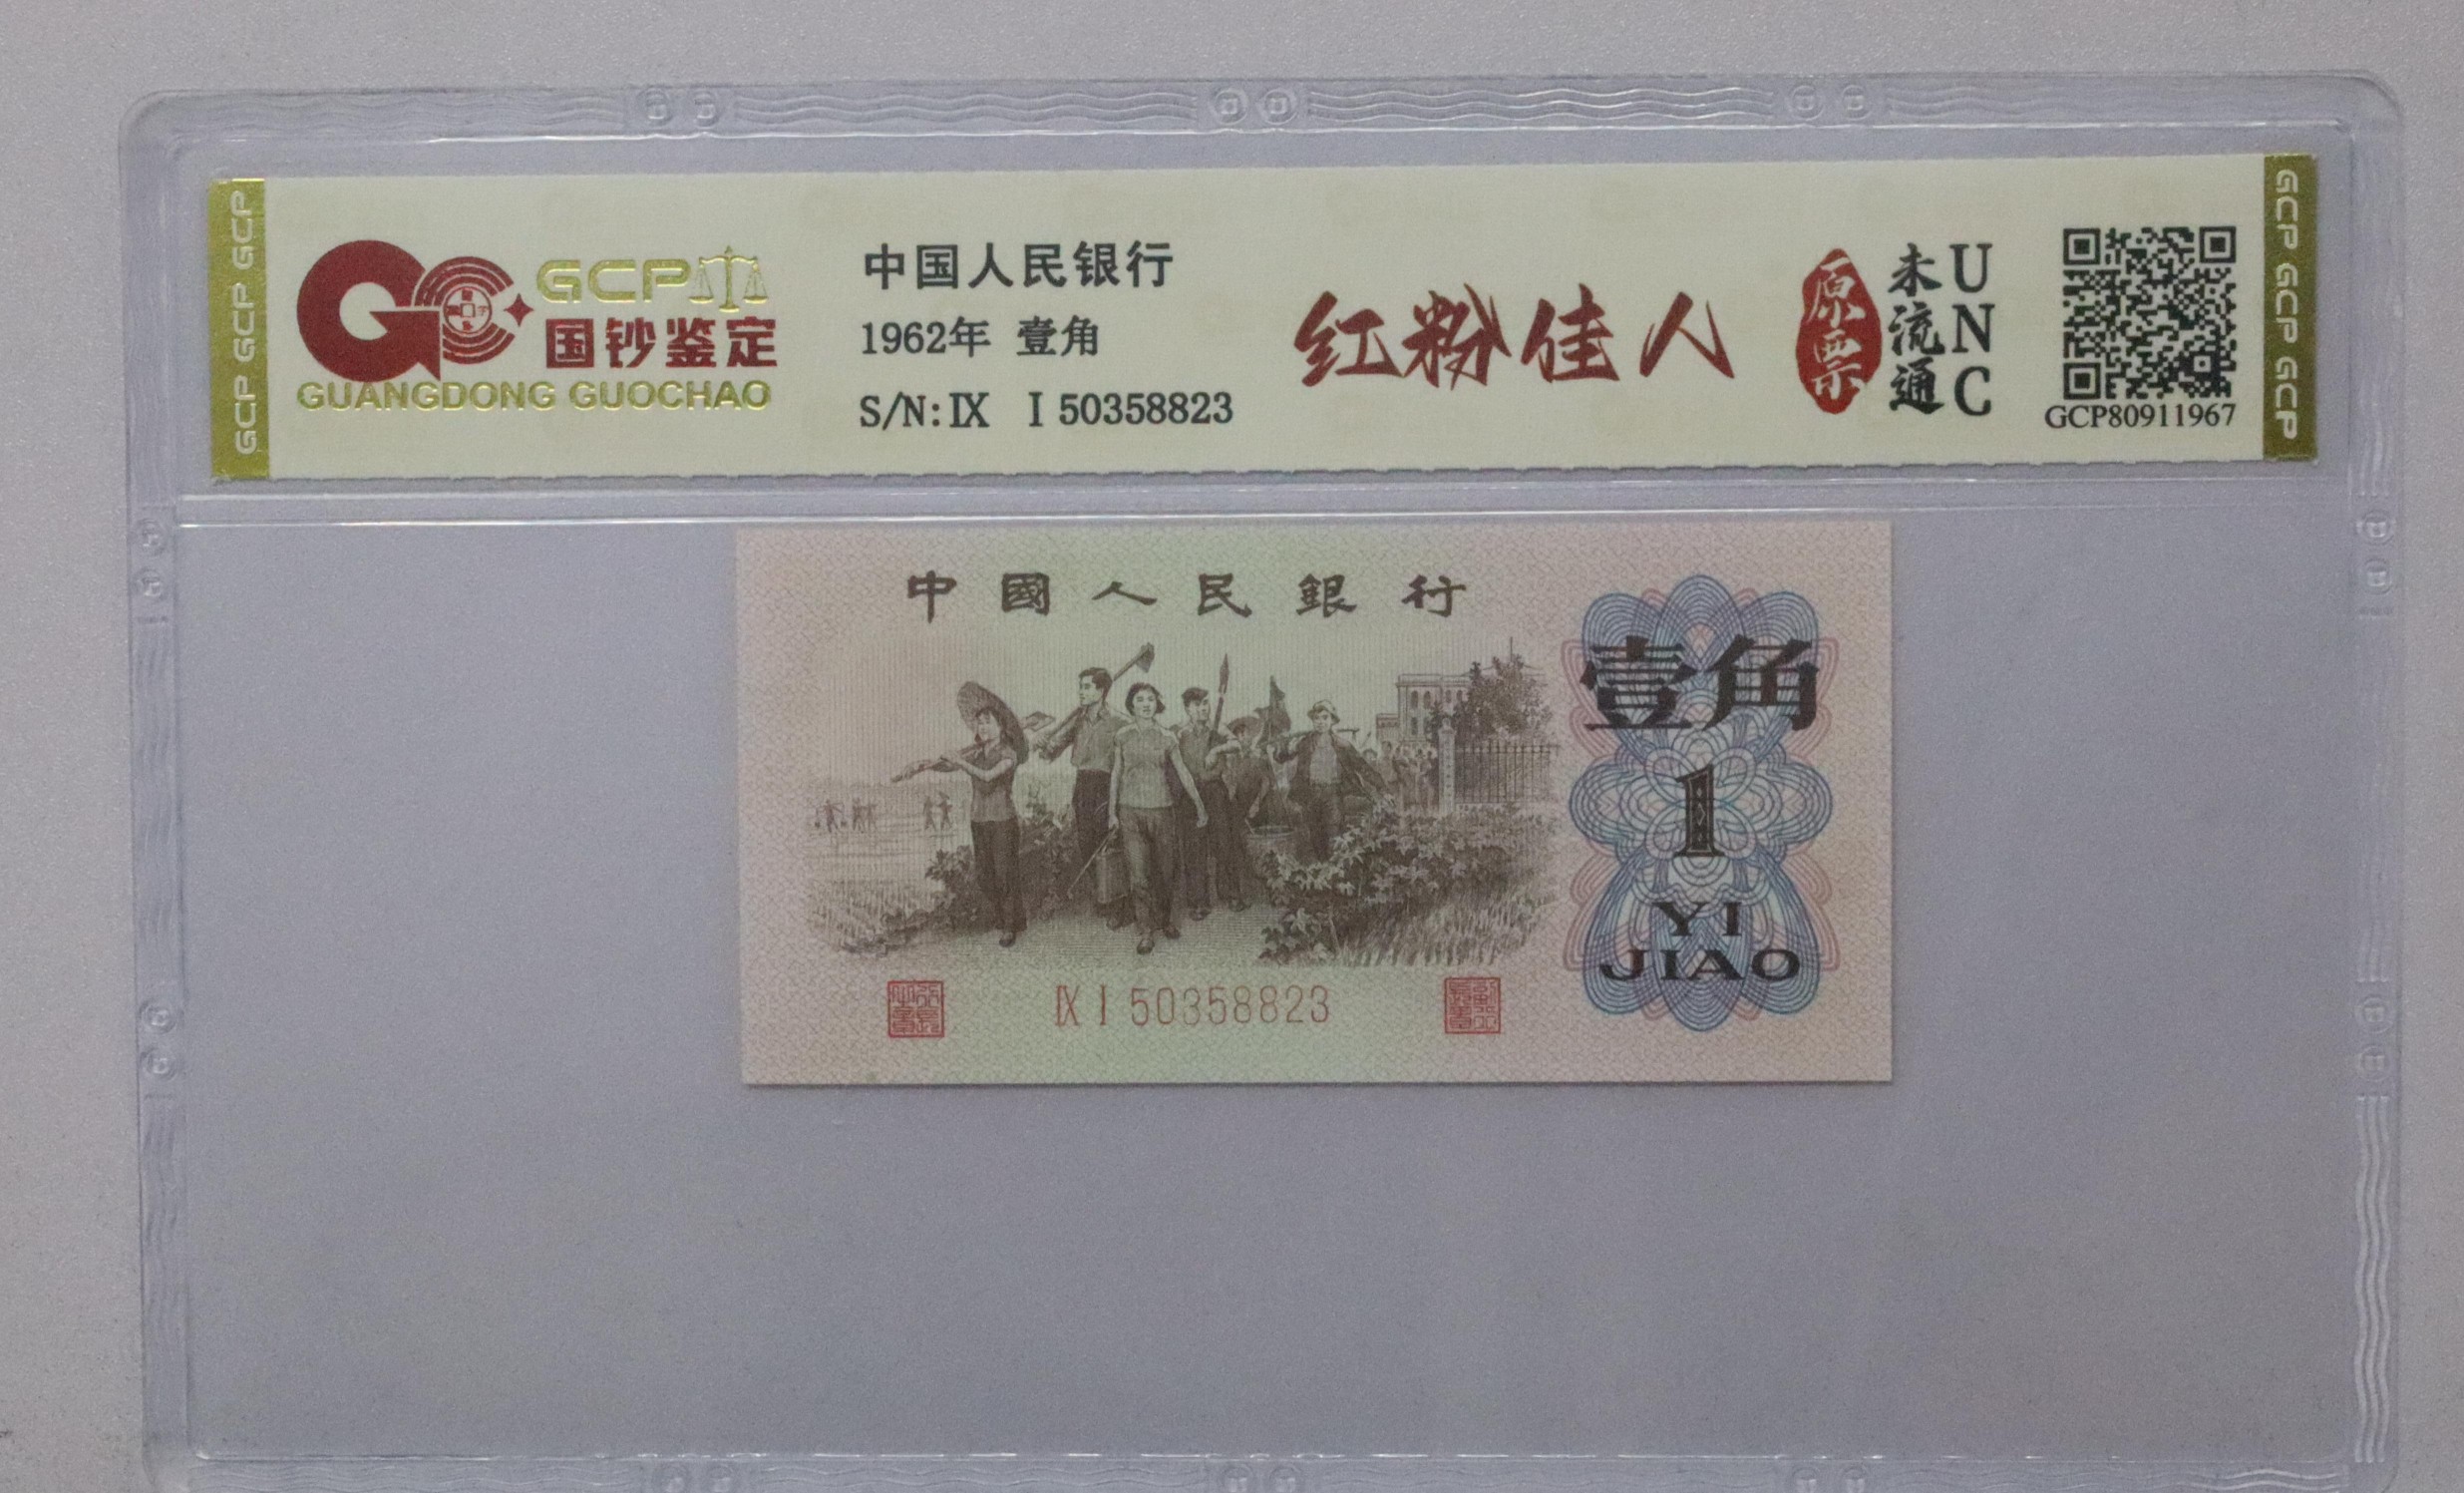 GCP GCP GCP
GCP
国钞鉴定
GUANGDONG GUOCHAO
中国人民银行
1962年 壹角
S/N: IX I 50358823
红粉佳人
原票
未流通
UNC
GCP80911967
GCP GCP GCP
中國人民銀行
壹角
1
YI
JIAO
IX I 50358823